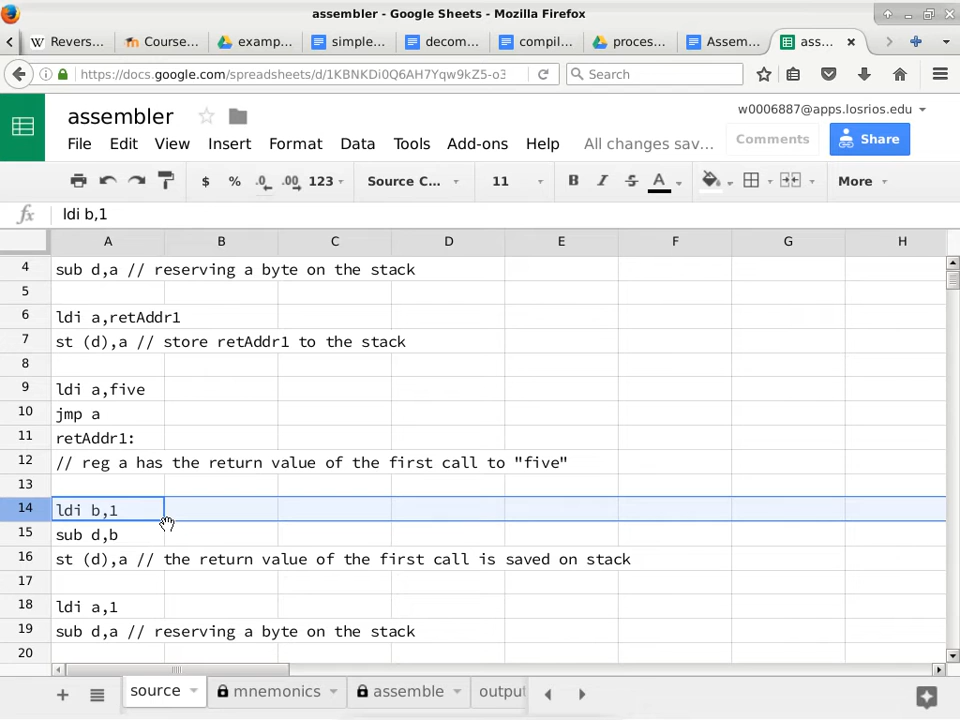 assembler - Google Sheets - Mozilla Firefox
Revers... Course... examp... simple... decom... compil... proces... Assem... ass...
https://docs.google.com/spreadsheets/d/1KBNKDi0Q6AH7Yqw9kZ5-o3 Search
assembler w0006887@apps.losrios.edu
File Edit View Insert Format Data Tools Add-ons Help All changes sav... Comments Share
$ % .0 .00 123 Source C... 11 B I S A More
fx ldi b,1
A B C D E F G H
4 sub d,a // reserving a byte on the stack
5
6 ldi a,retAddr1
7 st (d),a // store retAddr1 to the stack
8
9 ldi a,five
10 jmp a
11 retAddr1:
12 // reg a has the return value of the first call to "five"
13
14 ldi b,1
15 sub d,b
16 st (d),a // the return value of the first call is saved on stack
17
18 ldi a,1
19 sub d,a // reserving a byte on the stack
20
source mnemonics assemble output